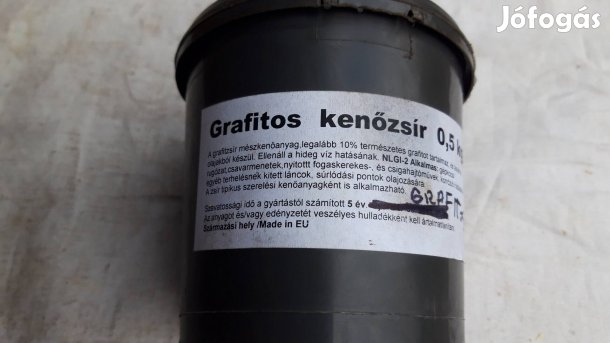 Jófogás
Grafitos kenőzsír 0,5 kg
A grafitzsír mészkenőanyag,legalább 10% természetes grafitot tartalmaz,
olajakból készül. Ellenáll a hideg víz hatásának. NLGI-2 Alkalmas:
rugózat,csavarmenetek,nyitott fogaskerekes-, és csigahajtóművek,
egyéb terhelésnek kitett láncok, súrlódási pontok olajozására.
A zsír tipikus szerelési kenőanyagként is alkalmazható.
GRAFIT
Szavatossági idő a gyártástól számított 5 év.
Az anyagot és/vagy edényzetét veszélyes hulladékként kell ártalmatlanítani.
Származási hely /Made in EU